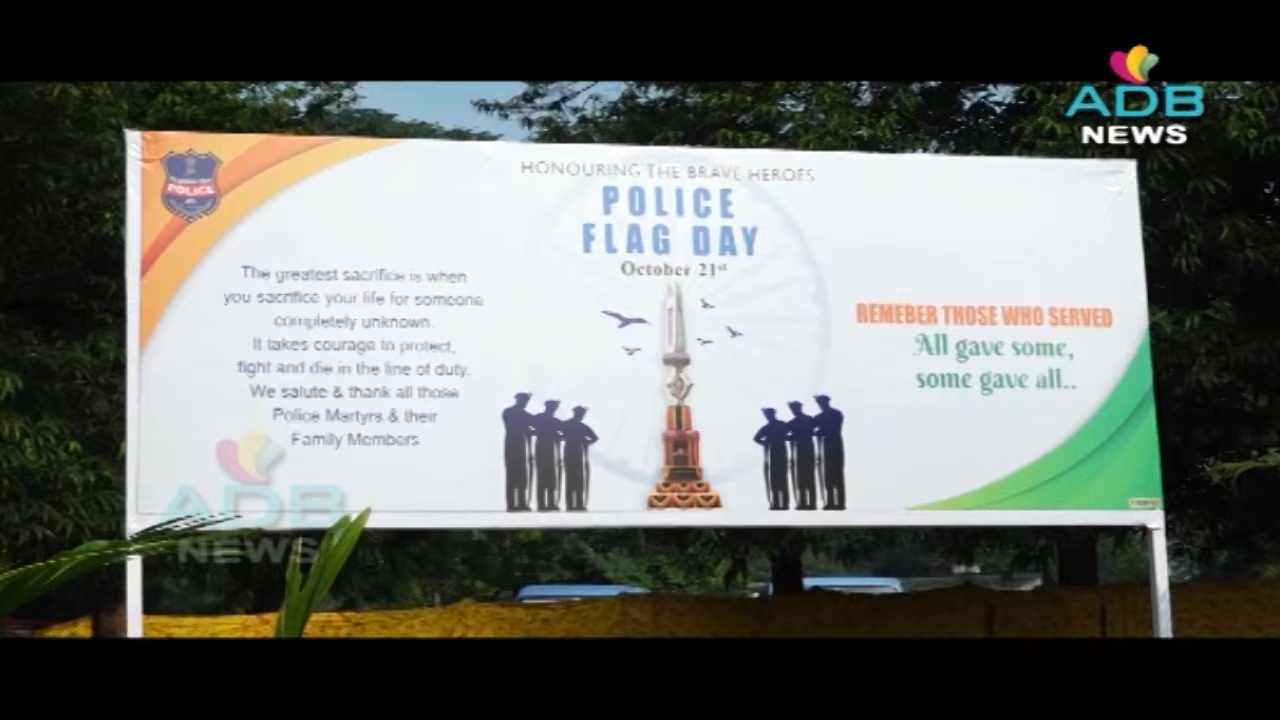 ADB
NEWS
POLICE
HONOURING THE BRAVE HEROES
POLICE
FLAG DAY
October 21st
The greatest sacrifice is when
you sacrifice your life for someone
completely unknown.
It takes courage to protect,
fight and die in the line of duty.
We salute & thank all those
Police Martyrs & their
Family Members
REMEBER THOSE WHO SERVED
All gave some,
some gave all..
ADB
NEWS